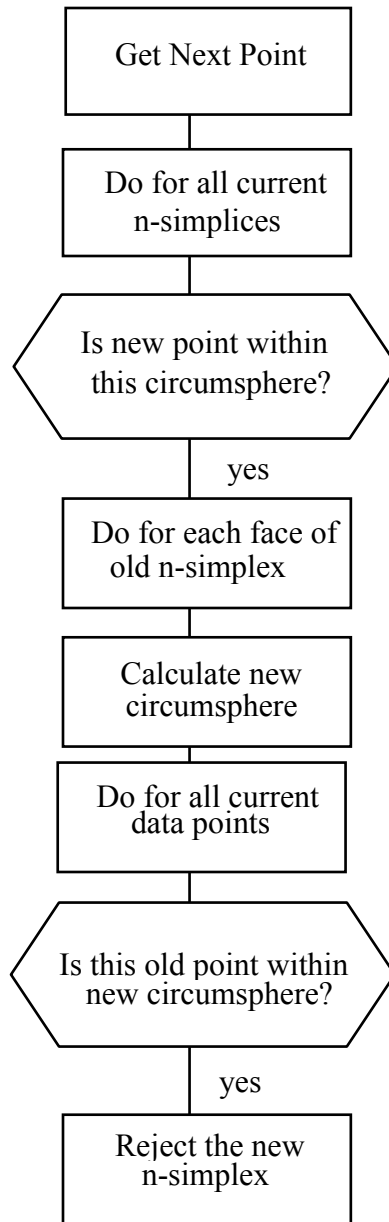 Get Next Point
Do for all current
n-simplices
Is new point within
this circumsphere?
yes
Do for each face of
old n-simplex
Calculate new
circumsphere
Do for all current
data points
Is this old point within
new circumsphere?
yes
Reject the new
n-simplex